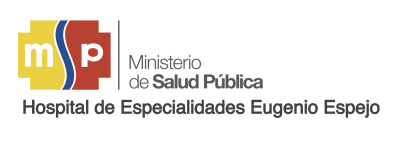 msp
Ministerio
de Salud Pública
Hospital de Especialidades Eugenio Espejo